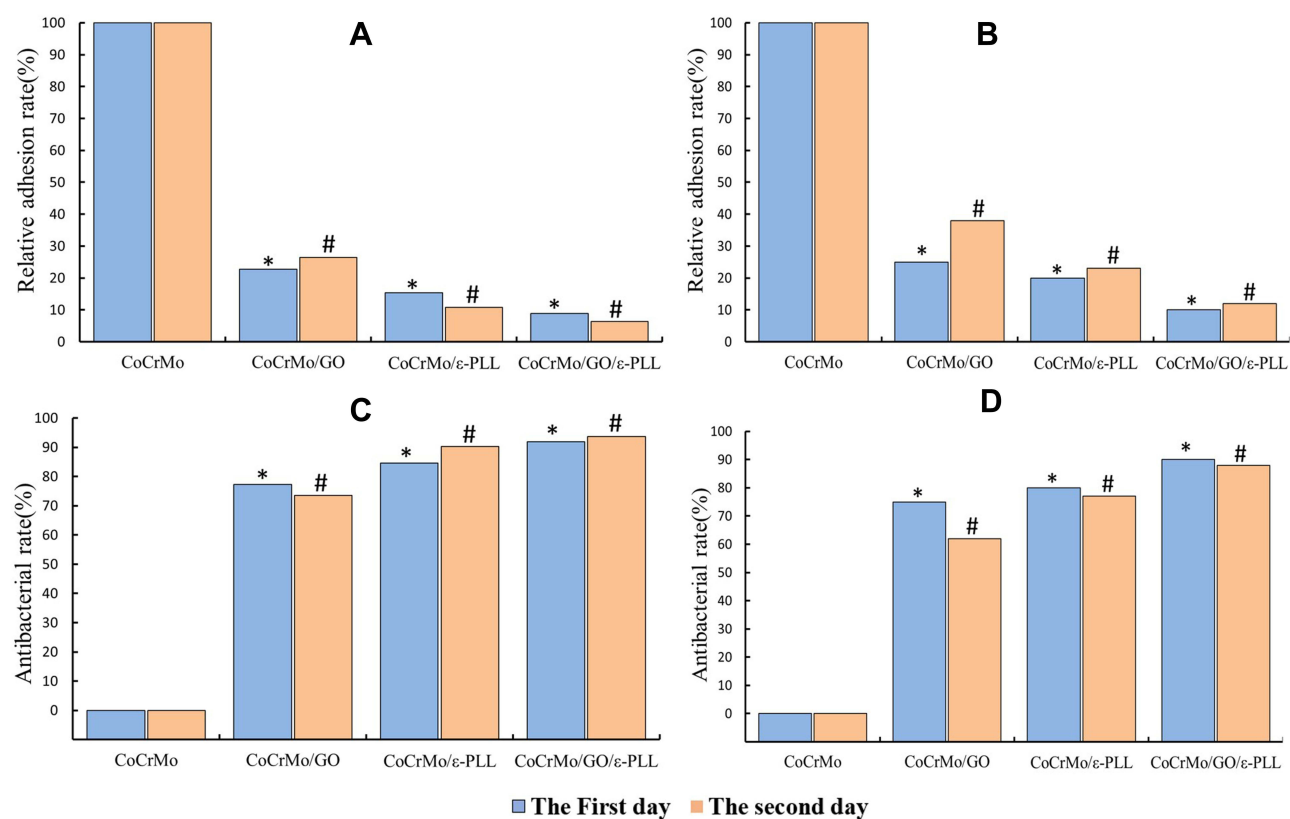 A
Relative adhesion rate(%)
100
90
80
70
60
50
40
30
20
10
0
*
#
*
#
*
#
CoCrMo
CoCrMo/GO
CoCrMo/ε-PLL
CoCrMo/GO/ε-PLL
B
Relative adhesion rate(%)
100
90
80
70
60
50
40
30
20
10
0
*
#
*
#
*
#
CoCrMo
CoCrMo/GO
CoCrMo/ε-PLL
CoCrMo/GO/ε-PLL
C
Antibacterial rate(%)
100
90
80
70
60
50
40
30
20
10
0
*
#
*
#
*
#
CoCrMo
CoCrMo/GO
CoCrMo/ε-PLL
CoCrMo/GO/ε-PLL
D
Antibacterial rate(%)
100
90
80
70
60
50
40
30
20
10
0
*
#
*
#
*
#
CoCrMo
CoCrMo/GO
CoCrMo/ε-PLL
CoCrMo/GO/ε-PLL
The First day
The second day